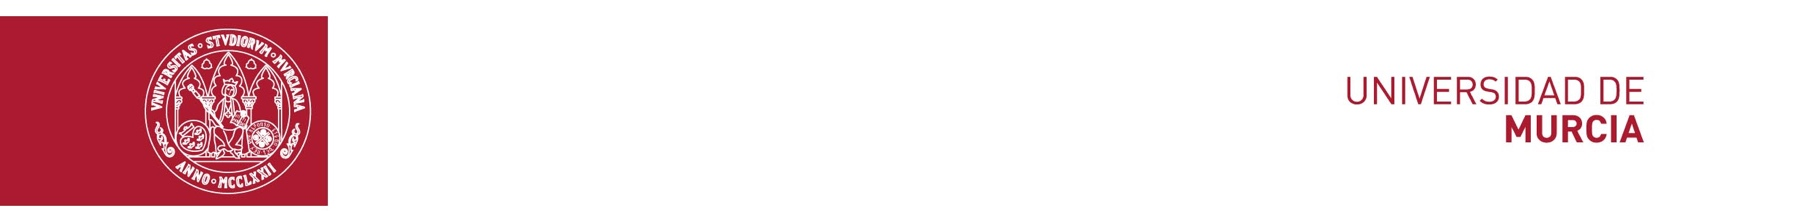 VNIVERSITAS · STVDIORVM · MVRCIANA
ANNO · MCCLXXII
UNIVERSIDAD DE
MURCIA